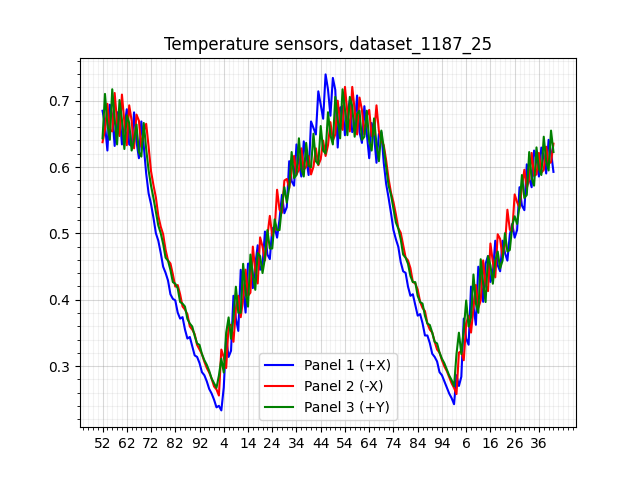 Temperature sensors, dataset_1187_25
0.7
0.6
0.5
0.4
0.3
Panel 1 (+X)
Panel 2 (-X)
Panel 3 (+Y)
52 62 72 82 92 4 14 24 34 44 54 64 74 84 94 6 16 26 36